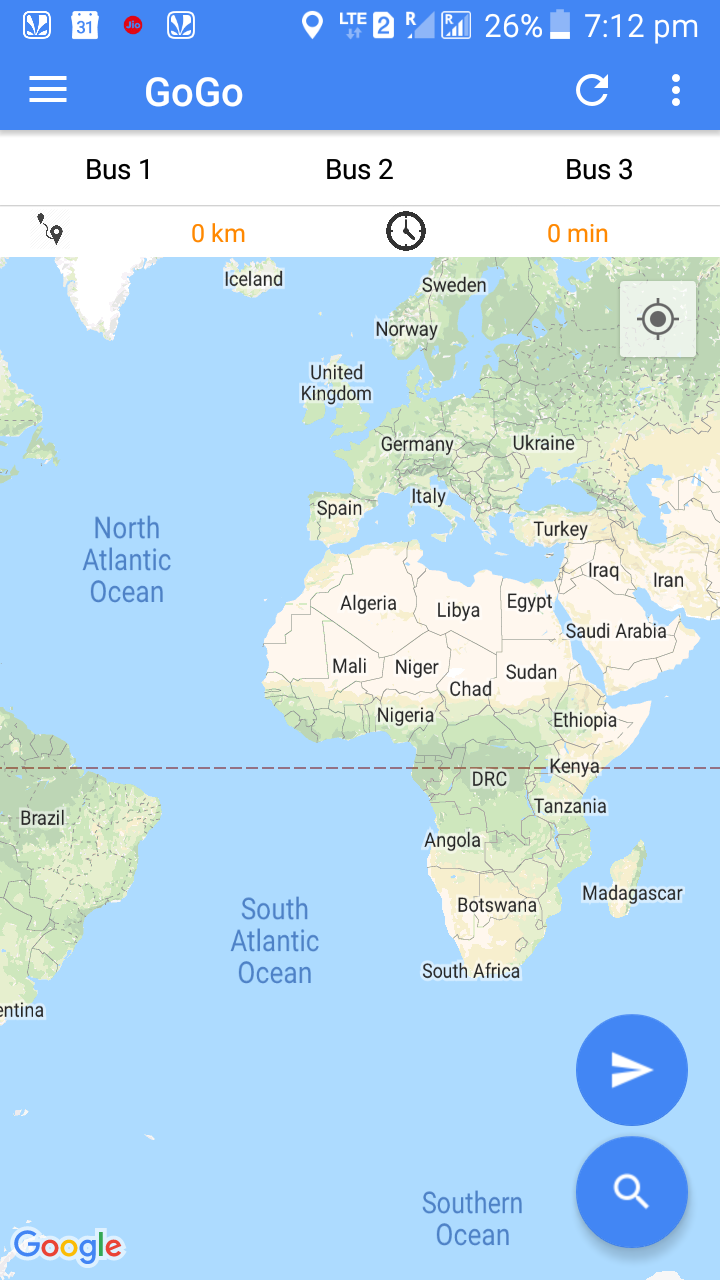 31 Jio LTE 2 R R 26% 7:12 pm
GoGo
Bus 1 Bus 2 Bus 3
0 km 0 min
Iceland
Sweden
Norway
United
Kingdom
Germany
Ukraine
Italy
Spain
Turkey
North
Atlantic
Ocean
Iraq
Iran
Algeria
Libya
Egypt
Saudi Arabia
Mali
Niger
Sudan
Chad
Nigeria
Ethiopia
Kenya
DRC
Tanzania
Brazil
Angola
Madagascar
Botswana
South
Atlantic
Ocean
South Africa
entina
Southern
Ocean
Google